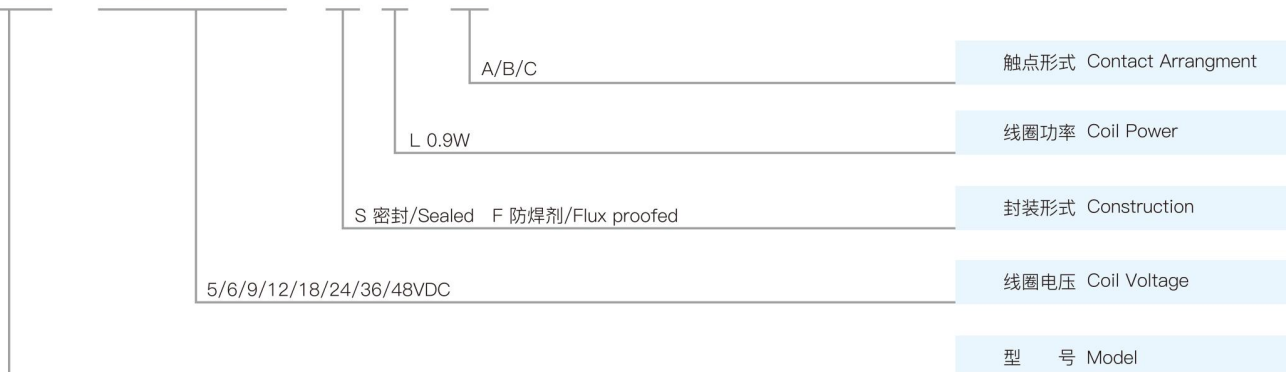 A/B/C
触点形式 Contact Arrangment
L 0.9W
线圈功率 Coil Power
S 密封/Sealed F 防焊剂/Flux proofed
封装形式 Construction
5/6/9/12/18/24/36/48VDC
线圈电压 Coil Voltage
型 号 Model